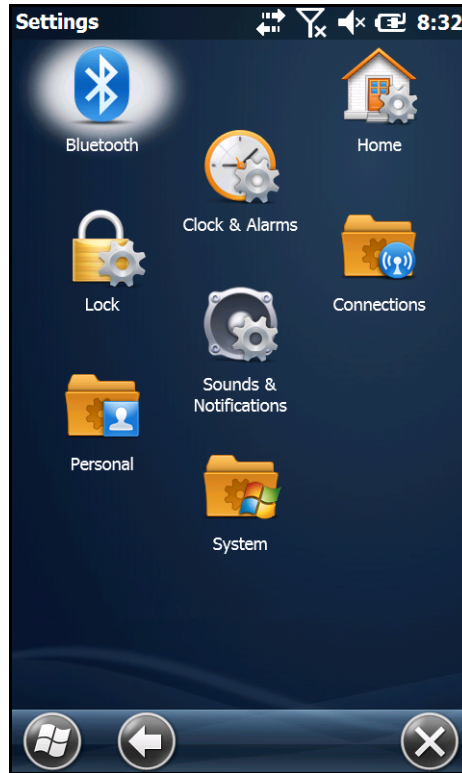 Settings 8:32
Bluetooth
Home
Clock & Alarms
Lock
Connections
Sounds &
Notifications
Personal
System